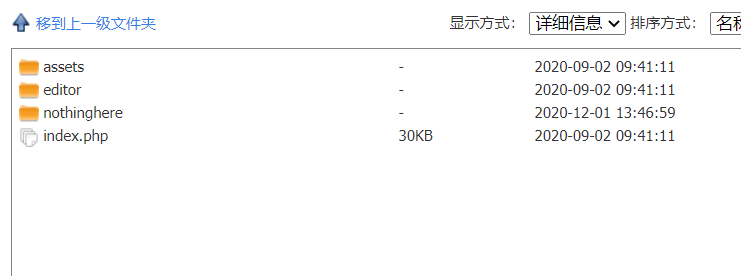 移到上一级文件夹 显示方式： 详细信息 排序方式： 名称
assets - 2020-09-02 09:41:11
editor - 2020-09-02 09:41:11
nothinghere - 2020-12-01 13:46:59
index.php 30KB 2020-09-02 09:41:11